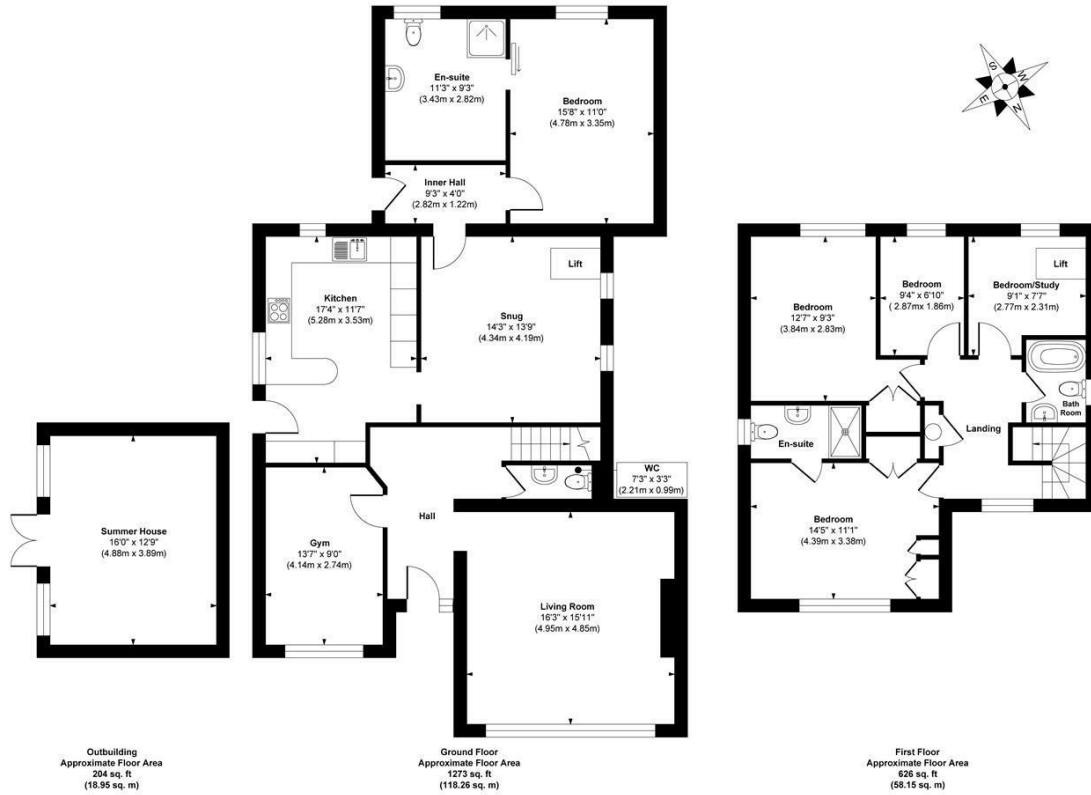 En-suite
11'3" x 9'3"
(3.43m x 2.82m)
Bedroom
15'8" x 11'0"
(4.78m x 3.35m)
S
W
E
N
Inner Hall
9'3" x 4'0"
(2.82m x 1.22m)
Kitchen
17'4" x 11'7"
(5.28m x 3.53m)
Snug
14'3" x 13'9"
(4.34m x 4.19m)
Lift
Bedroom
12'7" x 9'3"
(3.84m x 2.83m)
Bedroom
9'4" x 6'10"
( 2.87m x 1.86m)
Bedroom/Study
9'1" x 7'7"
(2.77m x 2.31m)
Lift
Bath
Room
Landing
En-suite
Bedroom
14'5" x 11'1"
(4.39m x 3.38m)
WC
7'3" x 3'3"
(2.21m x 0.99m)
Hall
Gym
13'7" x 9'0"
(4.14m x 2.74m)
Living Room
16'3" x 15'11"
(4.95m x 4.85m)
Summer House
16'0" x 12'9"
(4.88m x 3.89m)
Outbuilding
Approximate Floor Area
204 sq. ft
(18.95 sq. m)
Ground Floor
Approximate Floor Area
1273 sq. ft
(118.26 sq. m)
First Floor
Approximate Floor Area
626 sq. ft
(58.15 sq. m)